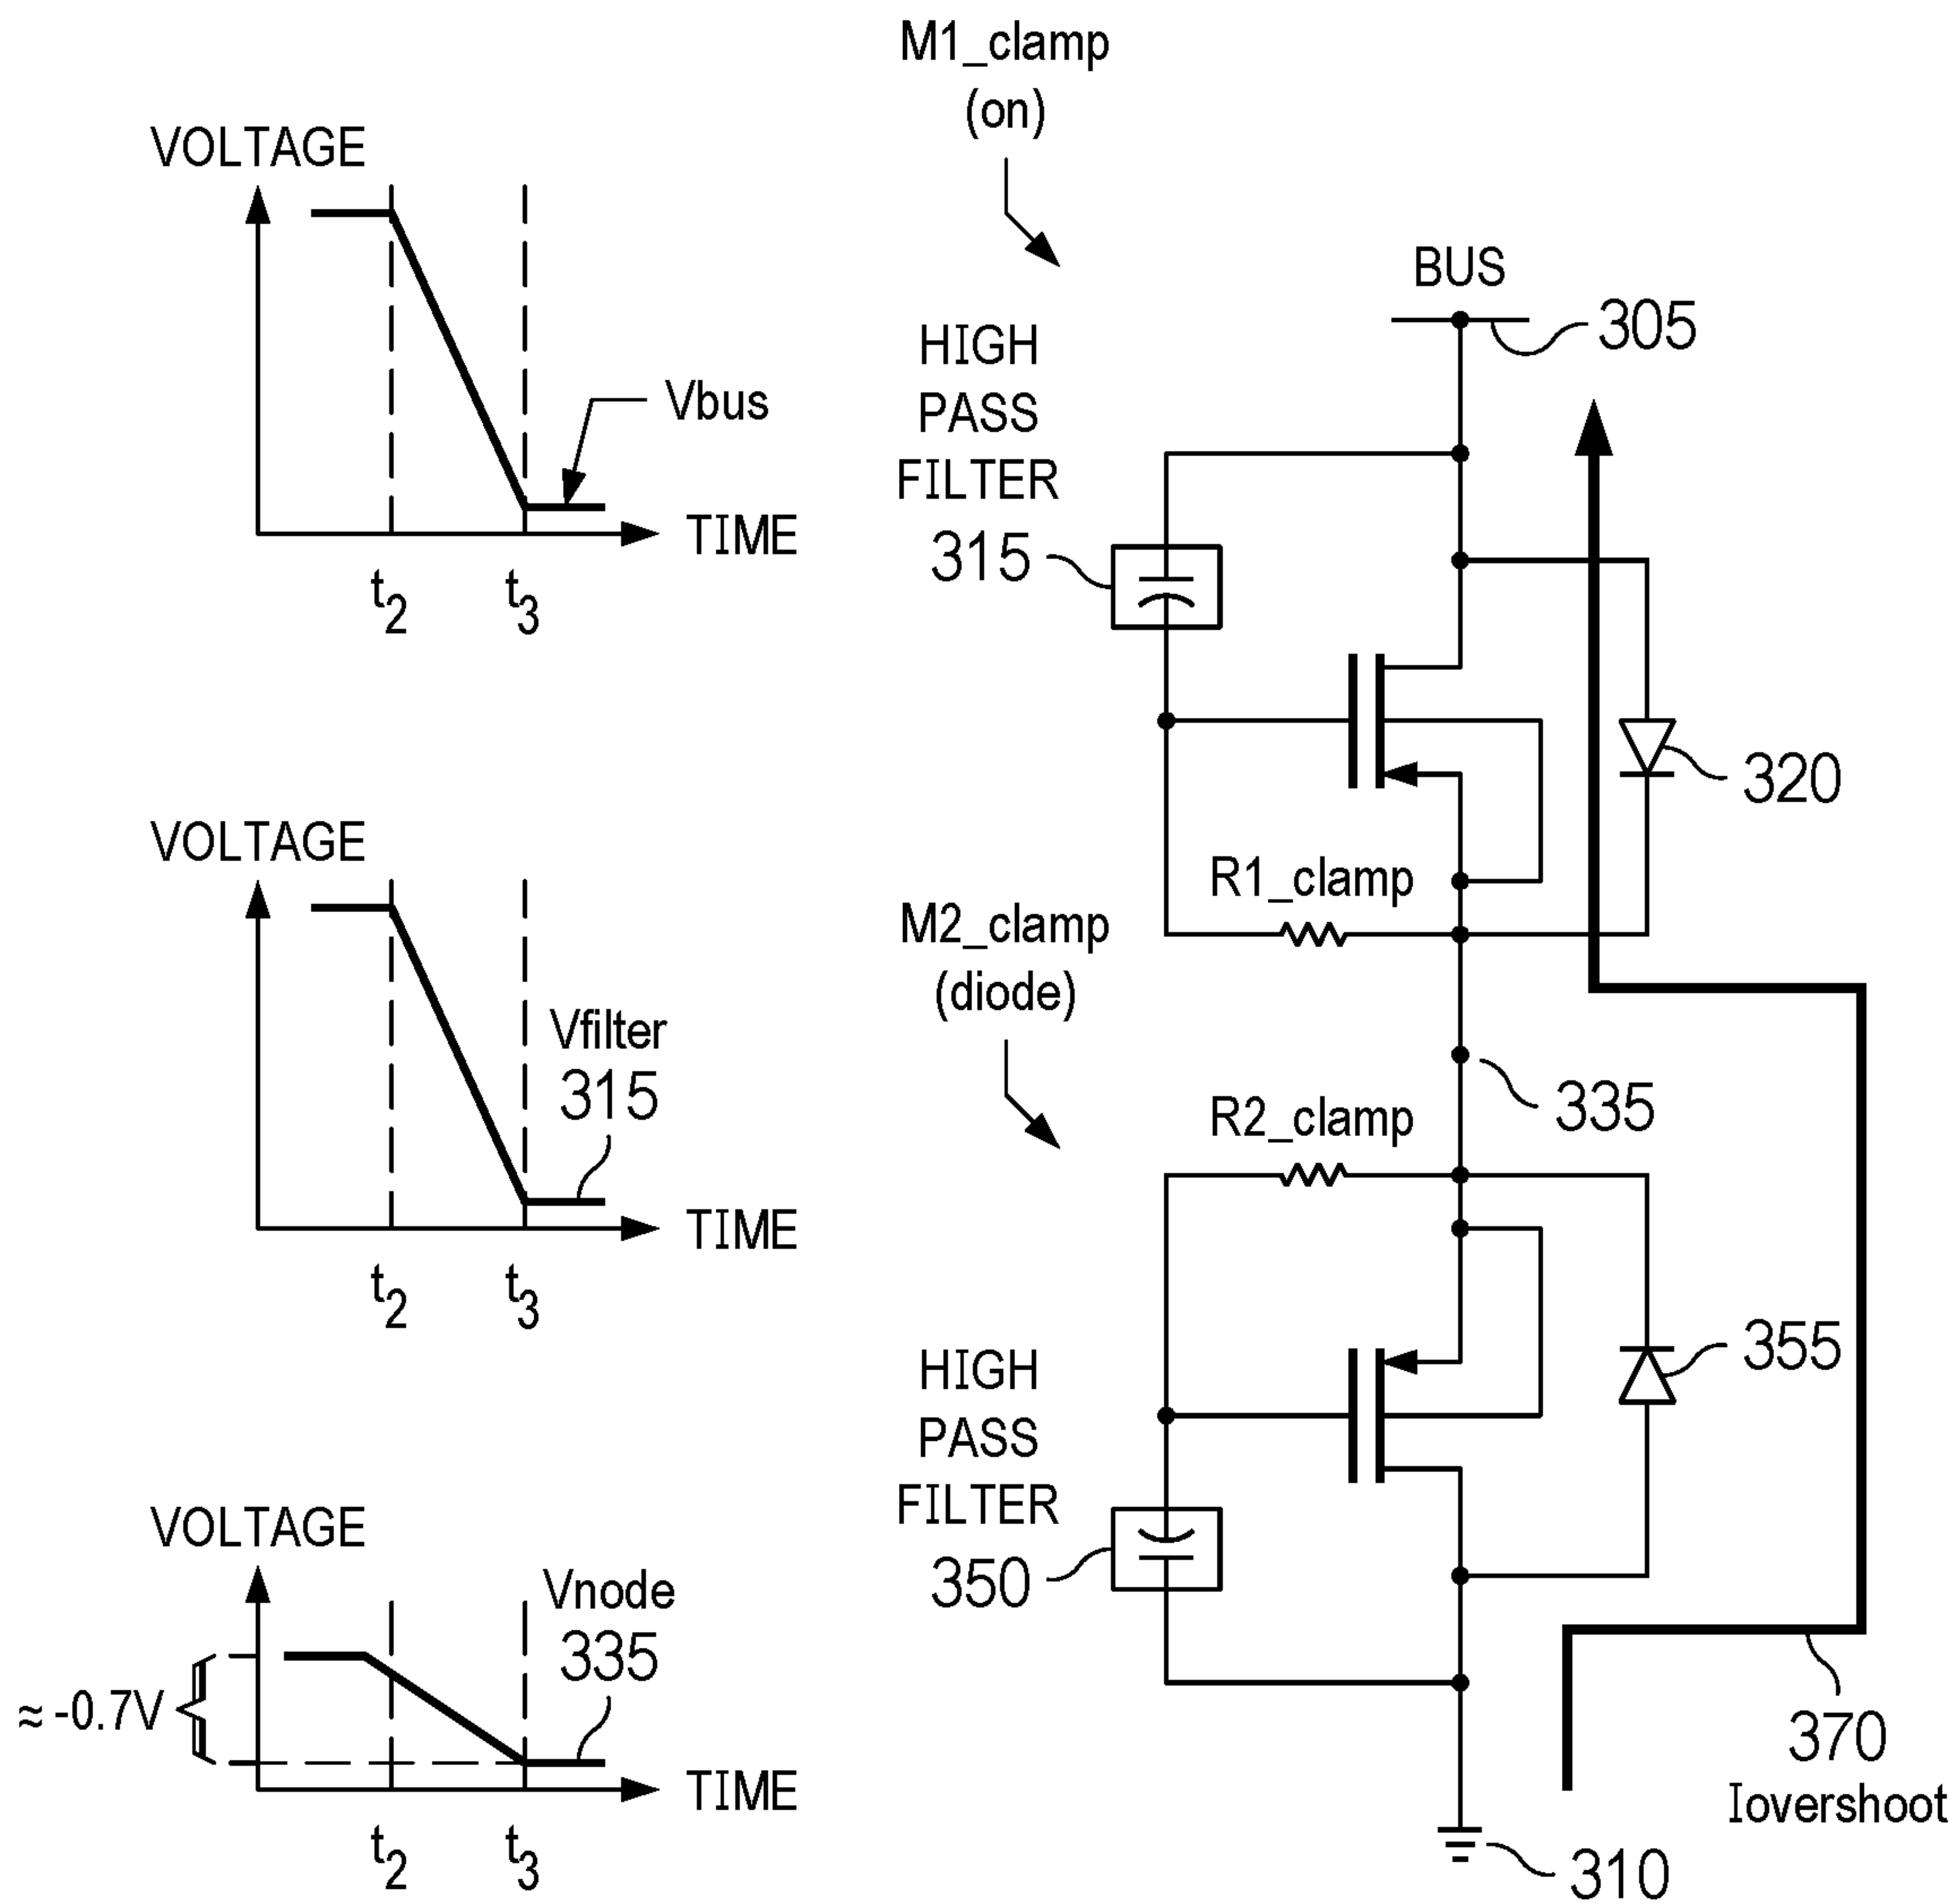 VOLTAGE
Vbus
TIME
t2
t3
VOLTAGE
Vfilter
315
TIME
t2
t3
VOLTAGE
Vnode
335
≈ -0.7V
TIME
t2
t3
M1_clamp
(on)
BUS
305
HIGH
PASS
FILTER
315
320
R1_clamp
M2_clamp
(diode)
335
R2_clamp
HIGH
PASS
FILTER
350
355
370
Iovershoot
310